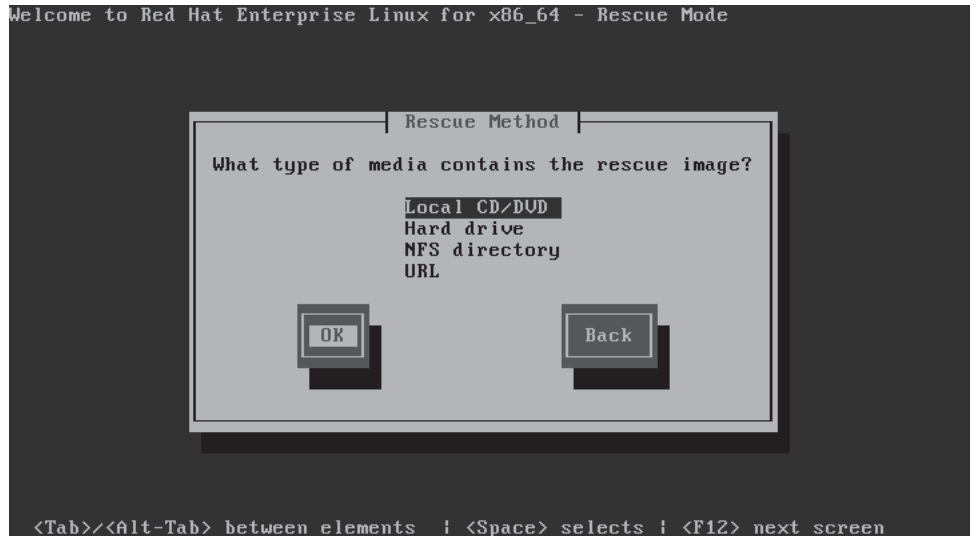 Welcome to Red Hat Enterprise Linux for x86_64 - Rescue Mode
Rescue Method
What type of media contains the rescue image?
Local CD/DVD
Hard drive
NFS directory
URL
OK Back
<Tab>/<Alt-Tab> between elements | <Space> selects | <F12> next screen